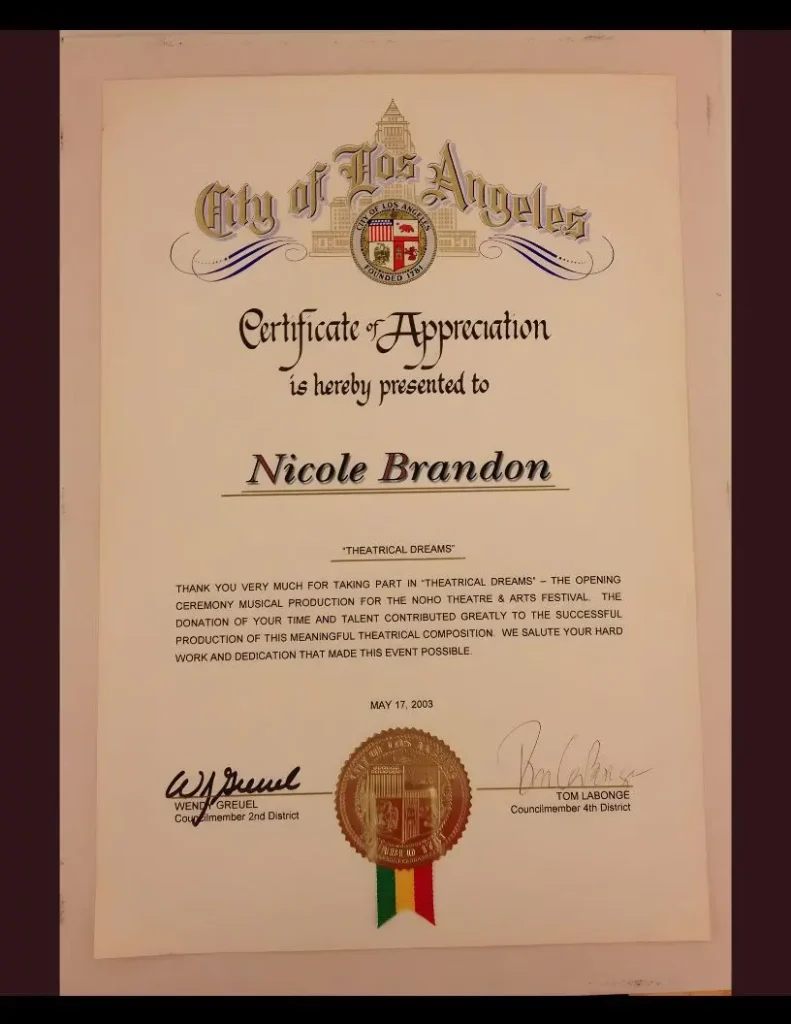 City of Los Angeles
CITY OF LOS ANGELES
FOUNDED 1781
Certificate of Appreciation
is hereby presented to
Nicole Brandon
"THEATRICAL DREAMS"
THANK YOU VERY MUCH FOR TAKING PART IN "THEATRICAL DREAMS" – THE OPENING
CEREMONY MUSICAL PRODUCTION FOR THE NOHO THEATRE & ARTS FESTIVAL. THE
DONATION OF YOUR TIME AND TALENT CONTRIBUTED GREATLY TO THE SUCCESSFUL
PRODUCTION OF THIS MEANINGFUL THEATRICAL COMPOSITION. WE SALUTE YOUR HARD
WORK AND DEDICATION THAT MADE THIS EVENT POSSIBLE.
MAY 17, 2003
WJGreuel
WENDY GREUEL
Councilmember 2nd District
Tom LaBonge
TOM LABONGE
Councilmember 4th District